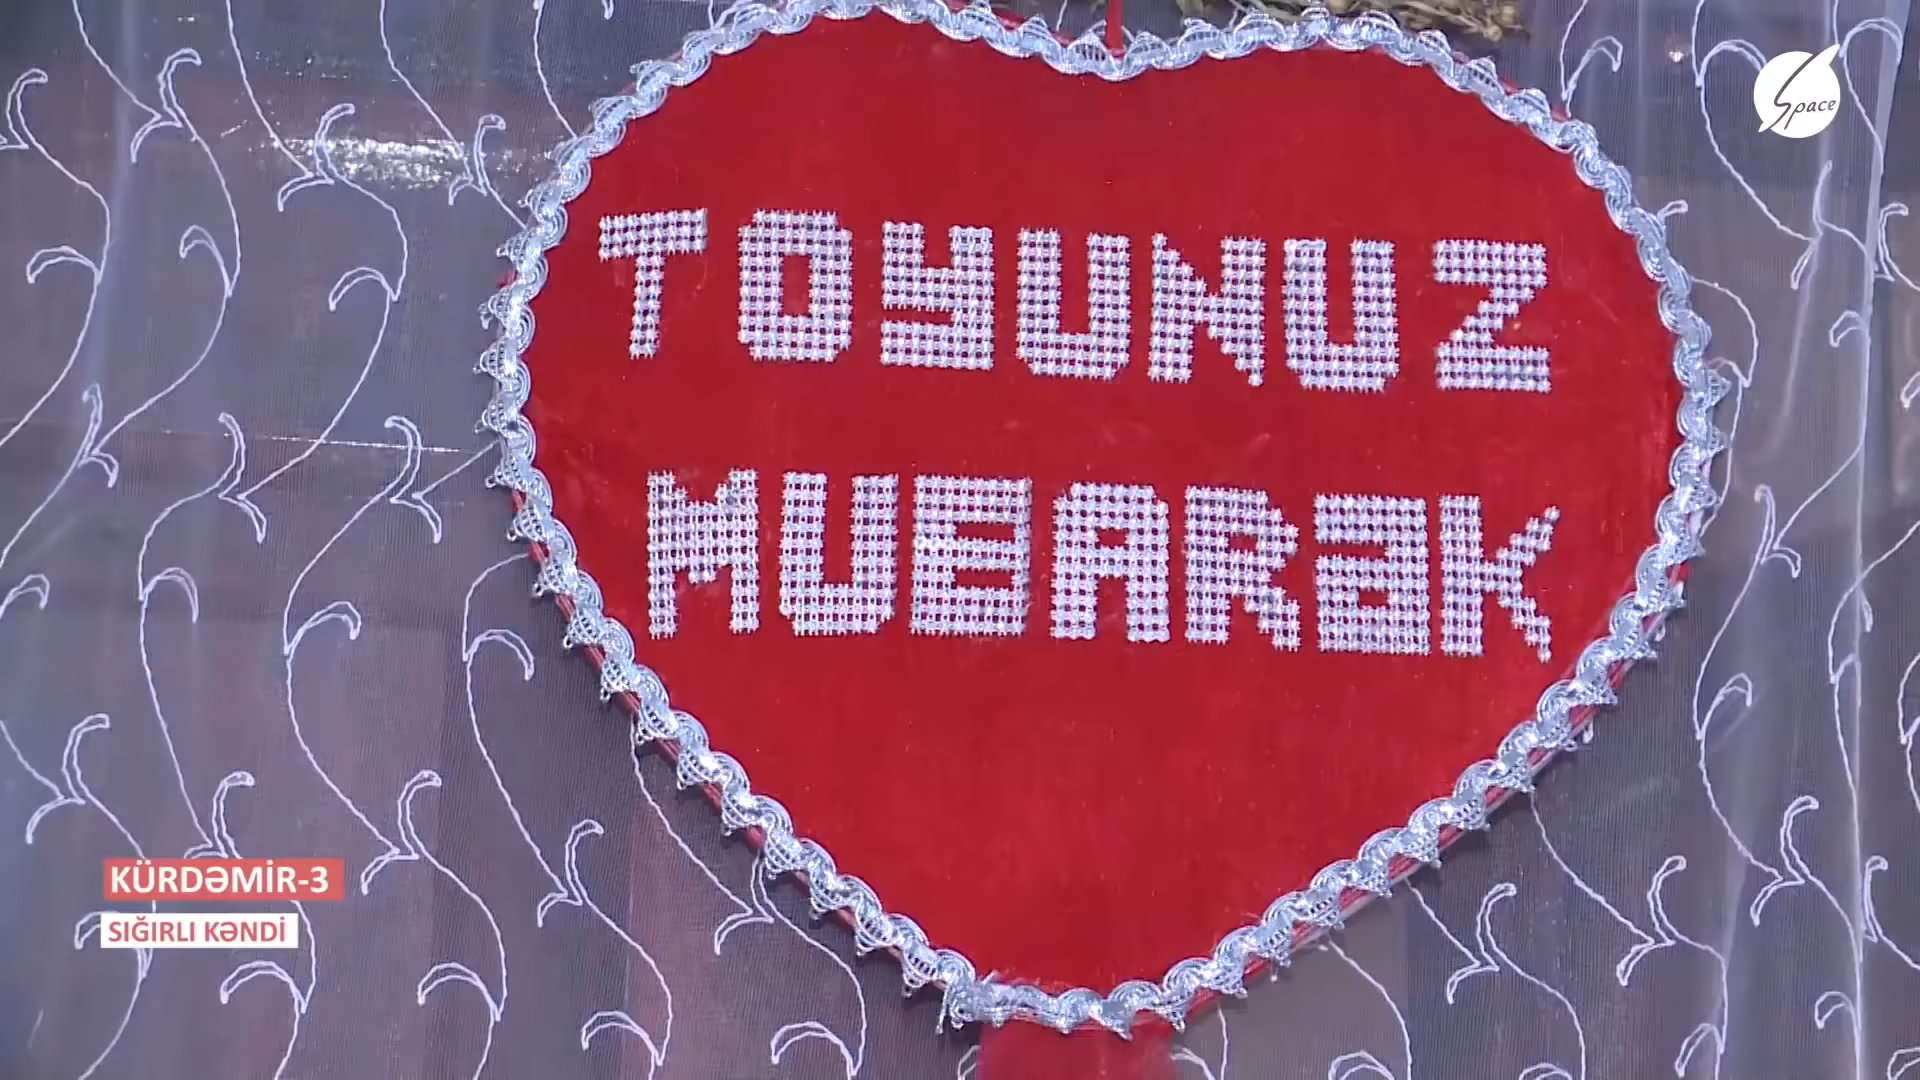 Space
TOYUNUZ
MUBARəK
KÜRDƏMİR-3
SIĞIRLI KƏNDİ